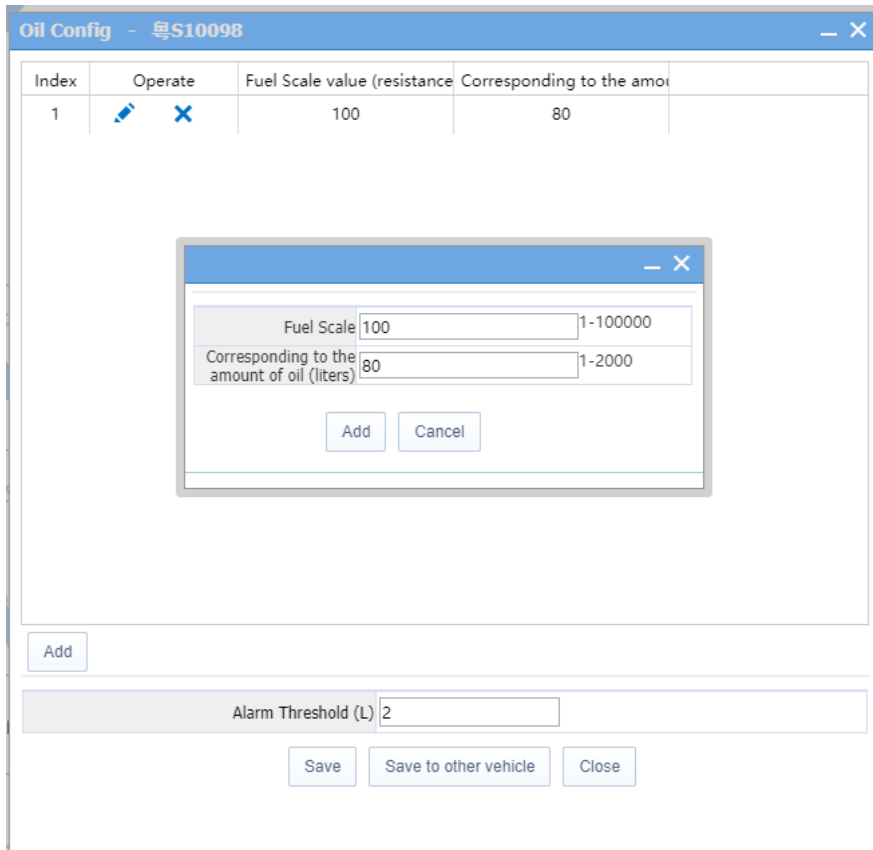 Oil Config - 粤S10098
Index Operate Fuel Scale value (resistance Corresponding to the amou
1 100 80
Fuel Scale 100 1-100000
Corresponding to the
amount of oil (liters) 80 1-2000
Add Cancel
Add
Alarm Threshold (L) 2
Save Save to other vehicle Close